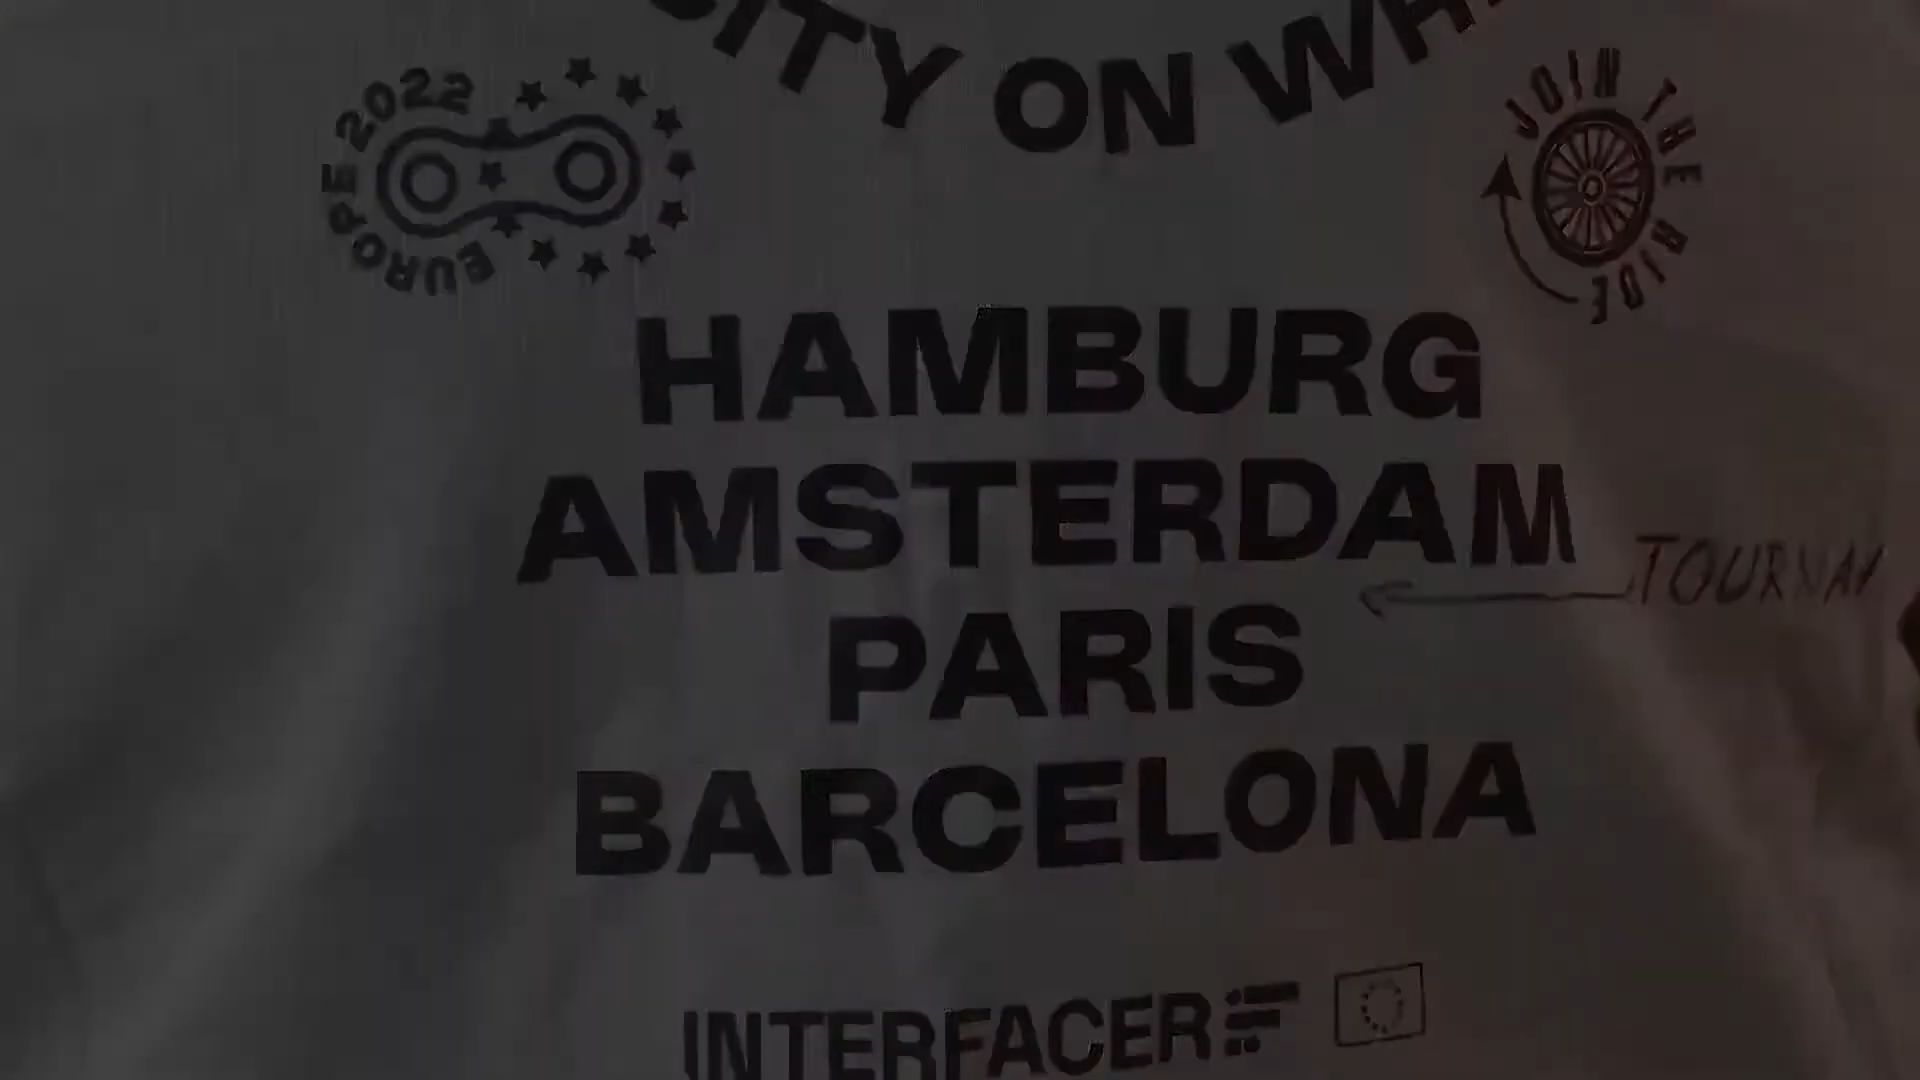 CITY ON WH
EUROPE 2022
JOIN THE RIDE
HAMBURG
AMSTERDAM
TOURNAI
PARIS
BARCELONA
INTERFACER